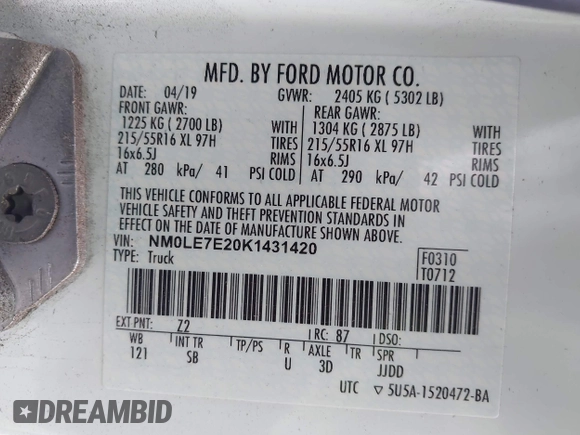 MFD. BY FORD MOTOR CO.
DATE: 04/19 GVWR: 2405 KG ( 5302 LB)
FRONT GAWR: REAR GAWR:
1225 KG ( 2700 LB) WITH 1304 KG ( 2875 LB) WITH
215/55R16 XL 97H TIRES 215/55R16 XL 97H TIRES
16x6.5J RIMS 16x6.5J RIMS
AT 280 kPa/ 41 PSI COLD AT 290 kPa/ 42 PSI COLD
THIS VEHICLE CONFORMS TO ALL APPLICABLE FEDERAL MOTOR
VEHICLE SAFETY AND THEFT PREVENTION STANDARDS IN
EFFECT ON THE DATE OF MANUFACTURE SHOWN ABOVE.
VIN: NM0LE7E20K1431420
TYPE: Truck
F0310
T0712
EXT PNT: Z2 RC: 87 DSO:
WB INT TR TP/PS R AXLE TR SPR
121 SB U 3D JJDD
UTC ▽ 5U5A-1520472-BA
DREAMBID